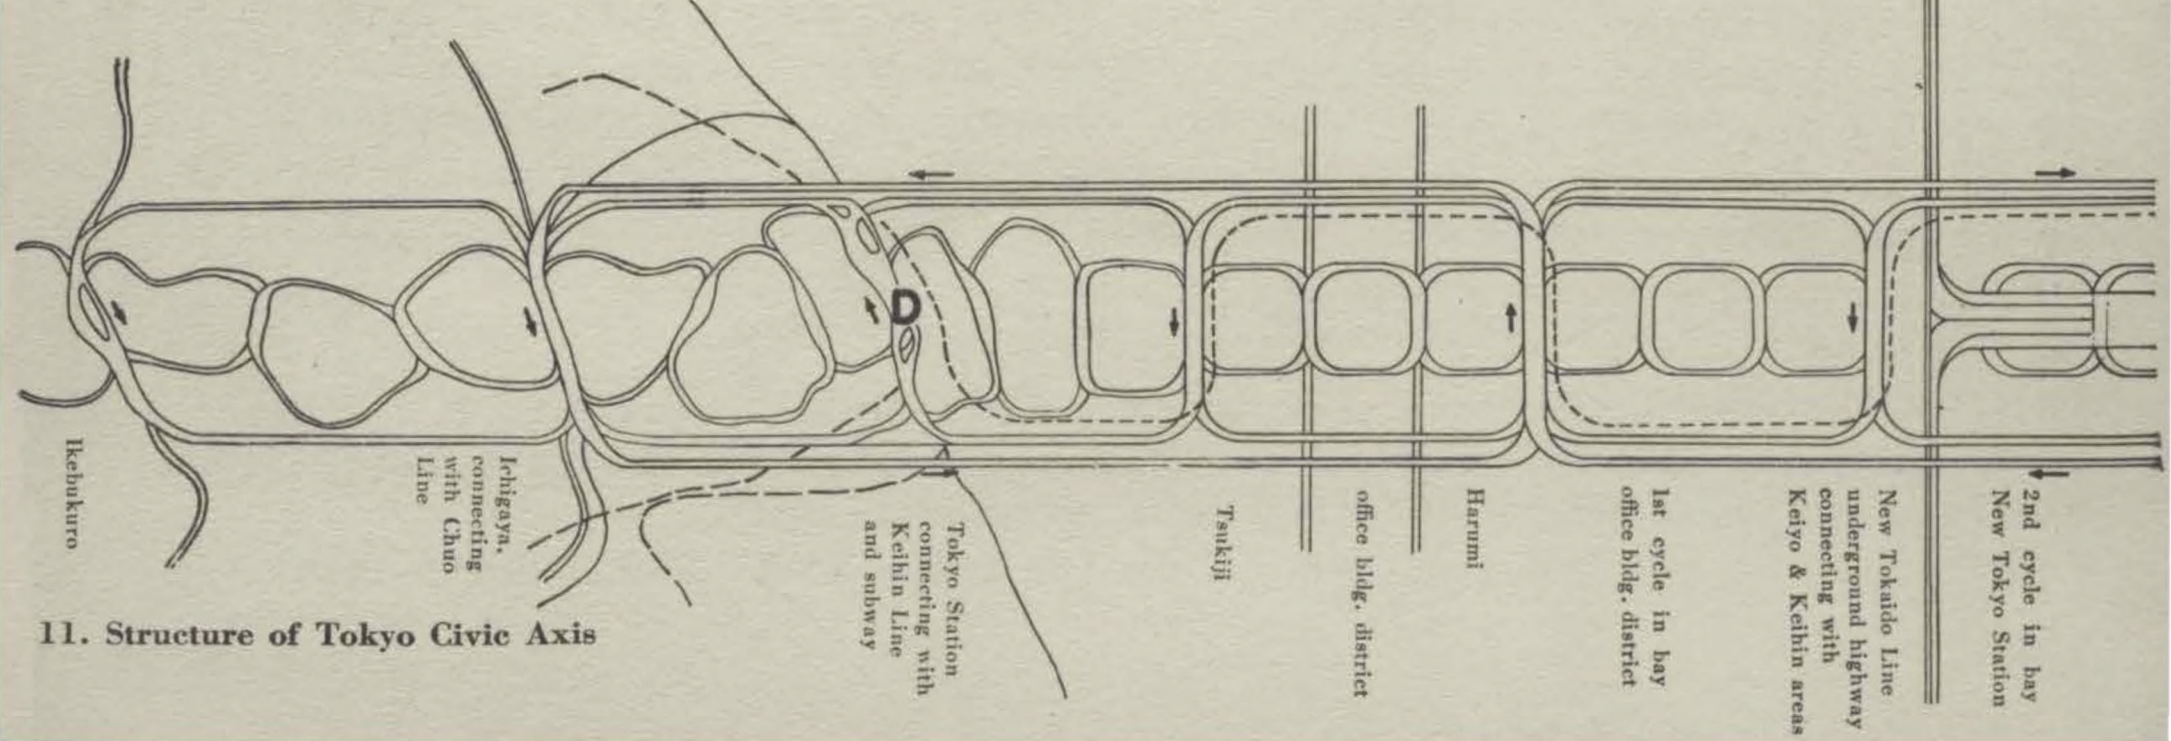 D
Ikebukuro
Ichigaya,
connecting
with Chuo
Line
Tokyo Station
connecting with
Keihin Line
and subway
Tsukiji
office bldg. district
Harumi
1st cycle in bay
office bldg. district
New Tokaido Line
underground highway
connecting with
Keiyo & Keihin areas
2nd cycle in bay
New Tokyo Station
11. Structure of Tokyo Civic Axis